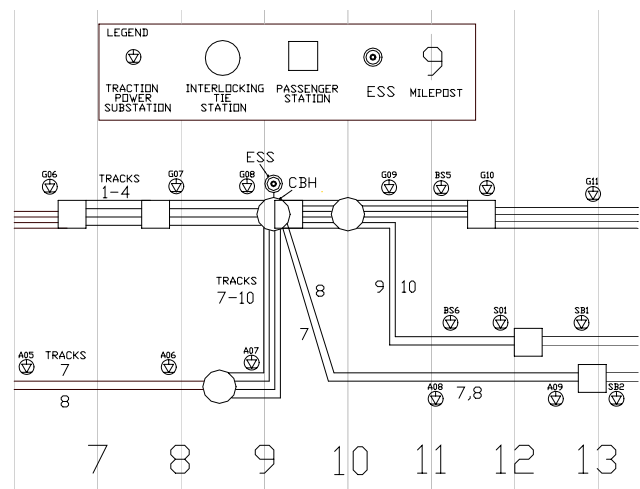 LEGEND
9
TRACTION
POWER
SUBSTATION
INTERLOCKING
TIE
STATION
PASSENGER
STATION
ESS
MILEPOST
ESS
CBH
G06
TRACKS
1-4
G07
G08
G09
BS5
G10
G11
TRACKS
7-10
8
7
9
10
BS6
S01
SB1
A05
TRACKS
7
8
A06
A07
A08
7,8
A09
SB2
7
8
9
10
11
12
13